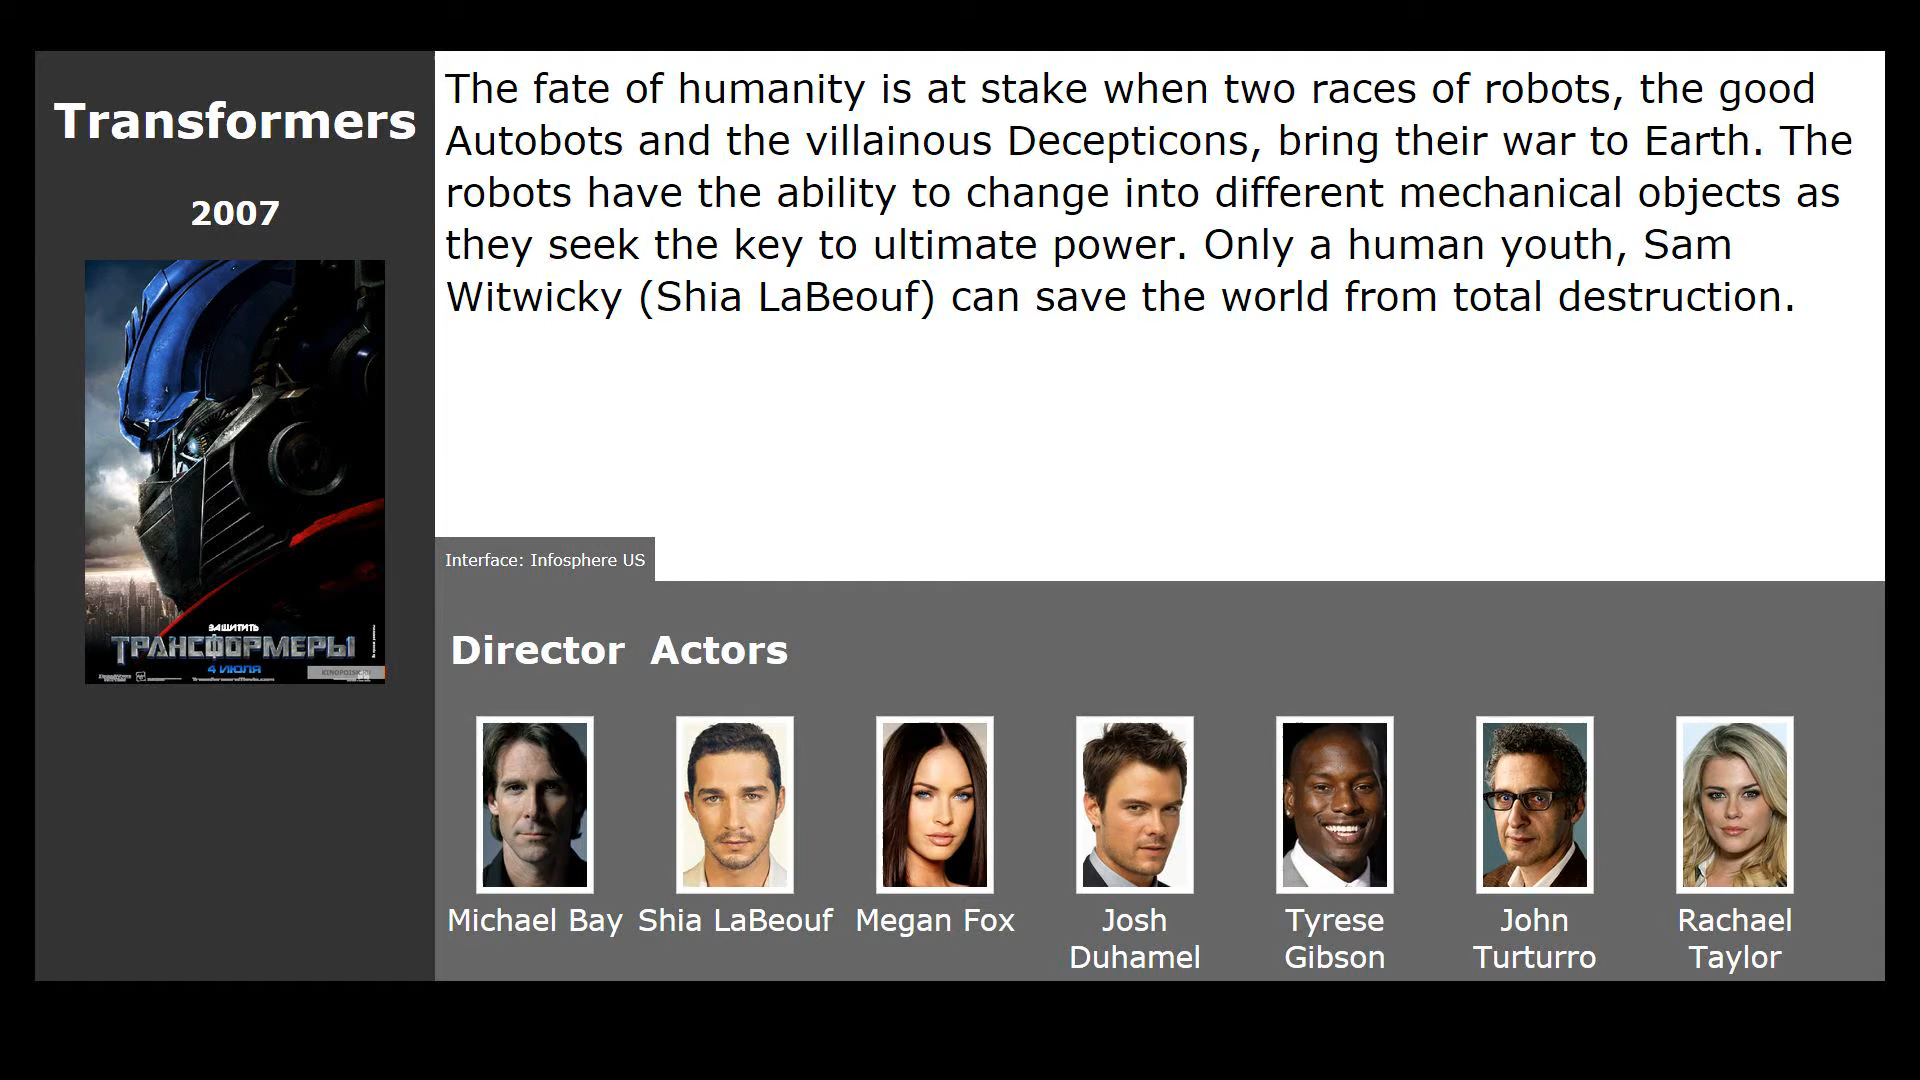 Transformers
2007
ЗАЩИТИТЬ
ТРАНСФОРМЕРЫ
4 ИЮЛЯ
KINOPOISK.RU
The fate of humanity is at stake when two races of robots, the good
Autobots and the villainous Decepticons, bring their war to Earth. The
robots have the ability to change into different mechanical objects as
they seek the key to ultimate power. Only a human youth, Sam
Witwicky (Shia LaBeouf) can save the world from total destruction.
Interface: Infosphere US
Director Actors
Michael Bay
Shia LaBeouf
Megan Fox
Josh
Duhamel
Tyrese
Gibson
John
Turturro
Rachael
Taylor